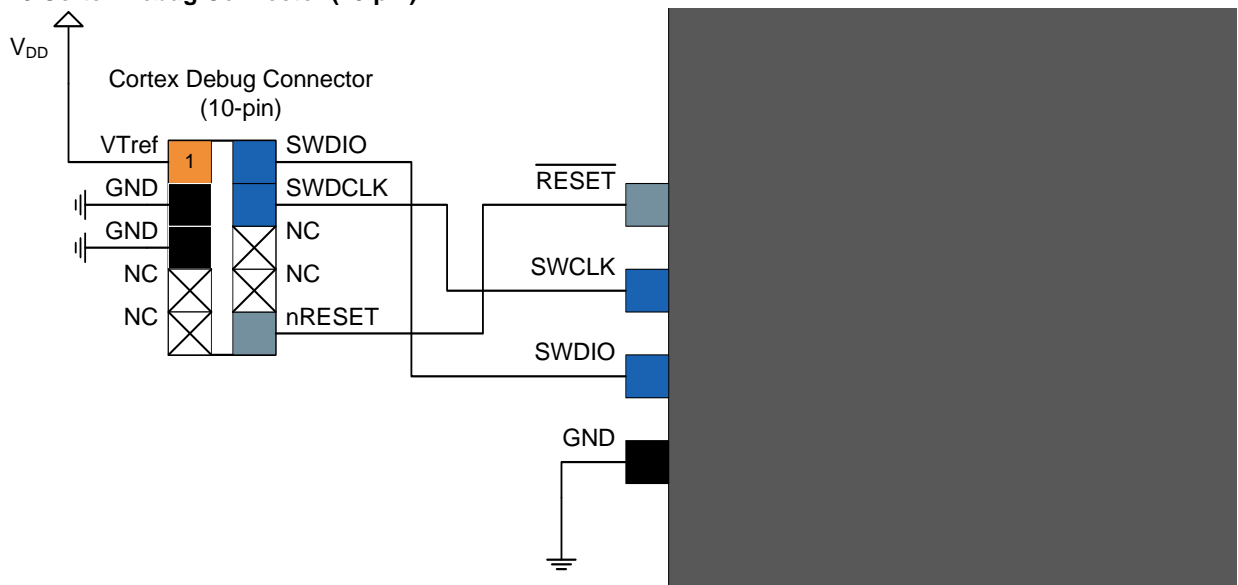 V_DD
Cortex Debug Connector
(10-pin)
VTref
1
SWDIO
GND
SWDCLK
GND
NC
NC
NC
NC
nRESET
RESET
SWCLK
SWDIO
GND